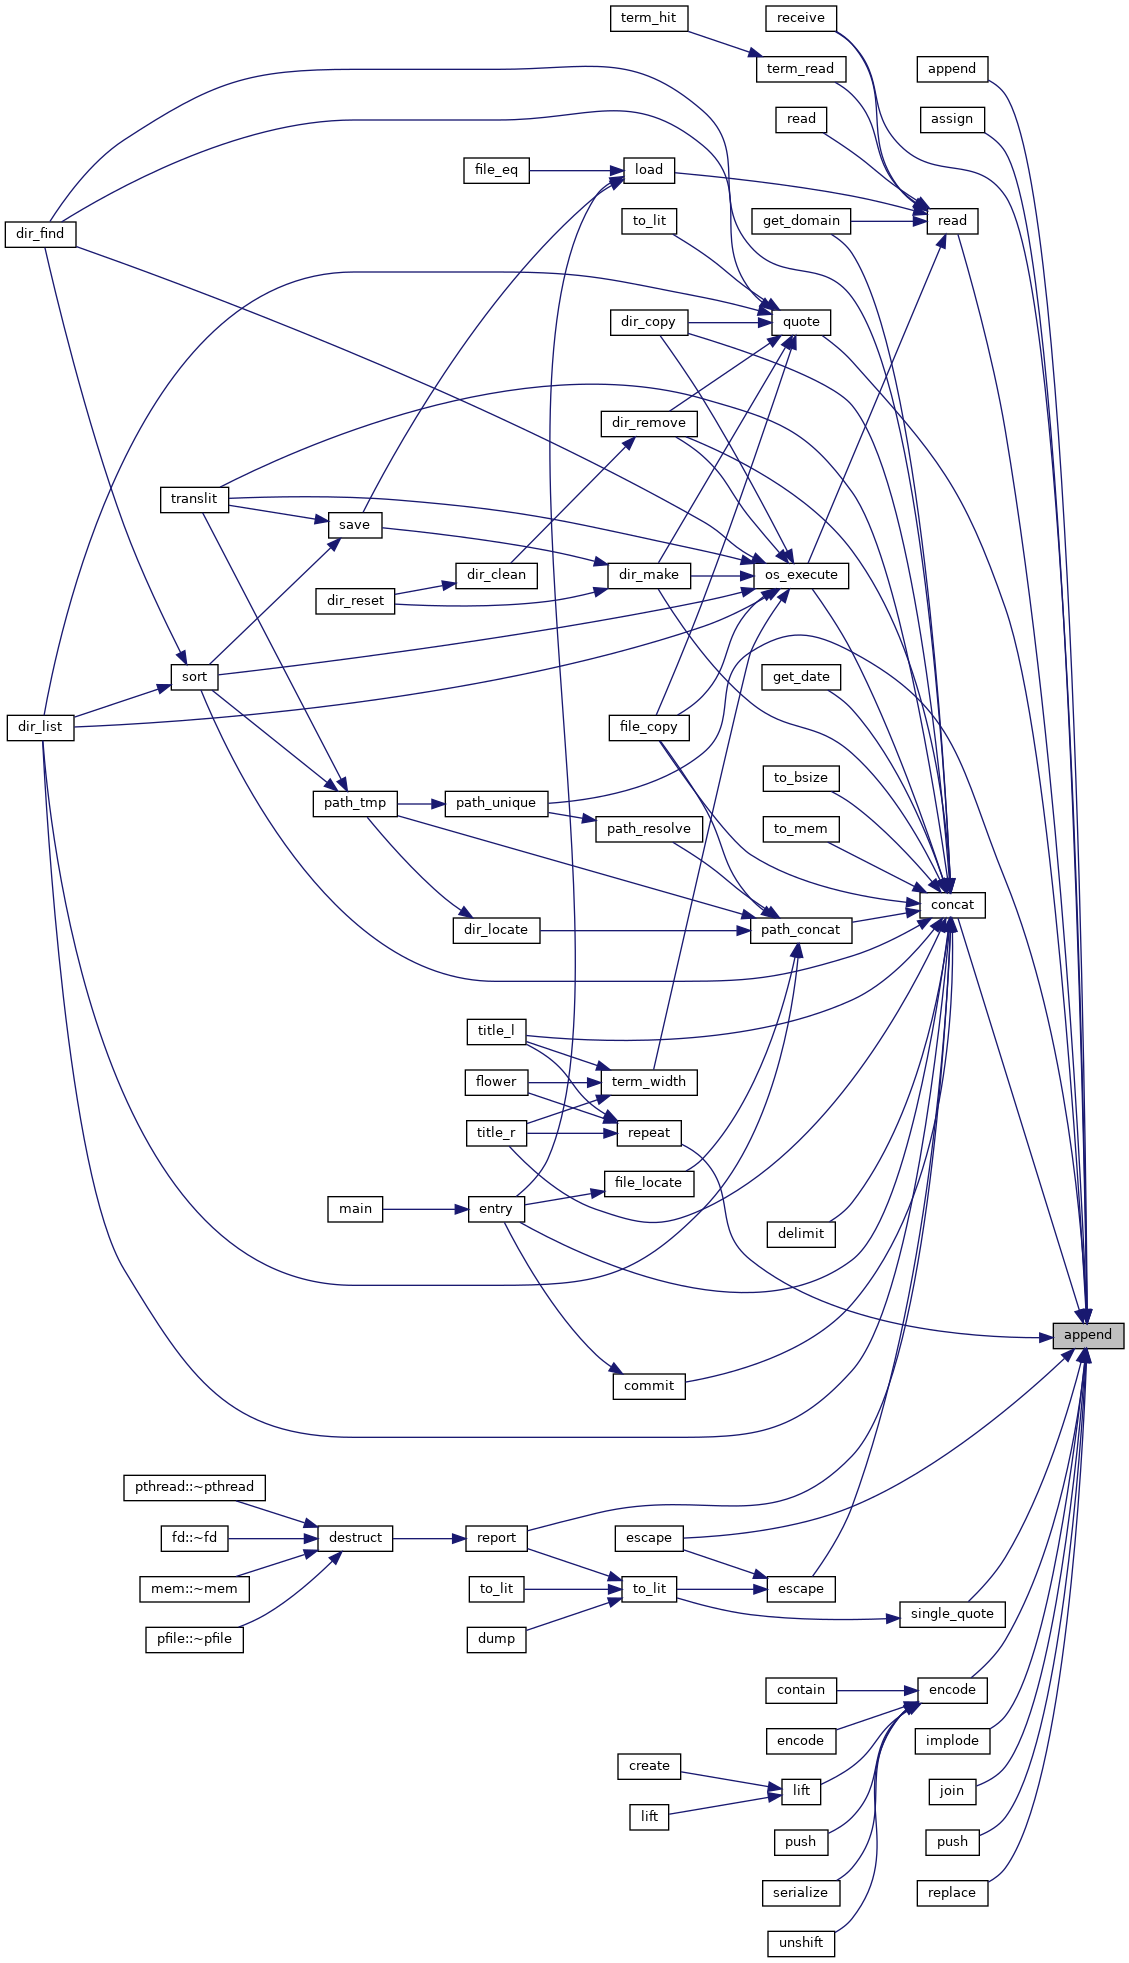 term_hit
receive
term_read
append
read
assign
file_eq
load
to_lit
get_domain
read
dir_find
dir_copy
quote
dir_remove
translit
save
dir_clean
dir_make
os_execute
dir_reset
sort
get_date
dir_list
file_copy
to_bsize
path_tmp
path_unique
path_resolve
to_mem
concat
dir_locate
path_concat
title_l
flower
term_width
title_r
repeat
file_locate
main
entry
delimit
append
commit
pthread::~pthread
fd::~fd
destruct
report
escape
mem::~mem
to_lit
to_lit
escape
single_quote
pfile::~pfile
dump
contain
encode
encode
implode
create
lift
join
lift
push
push
serialize
replace
unshift